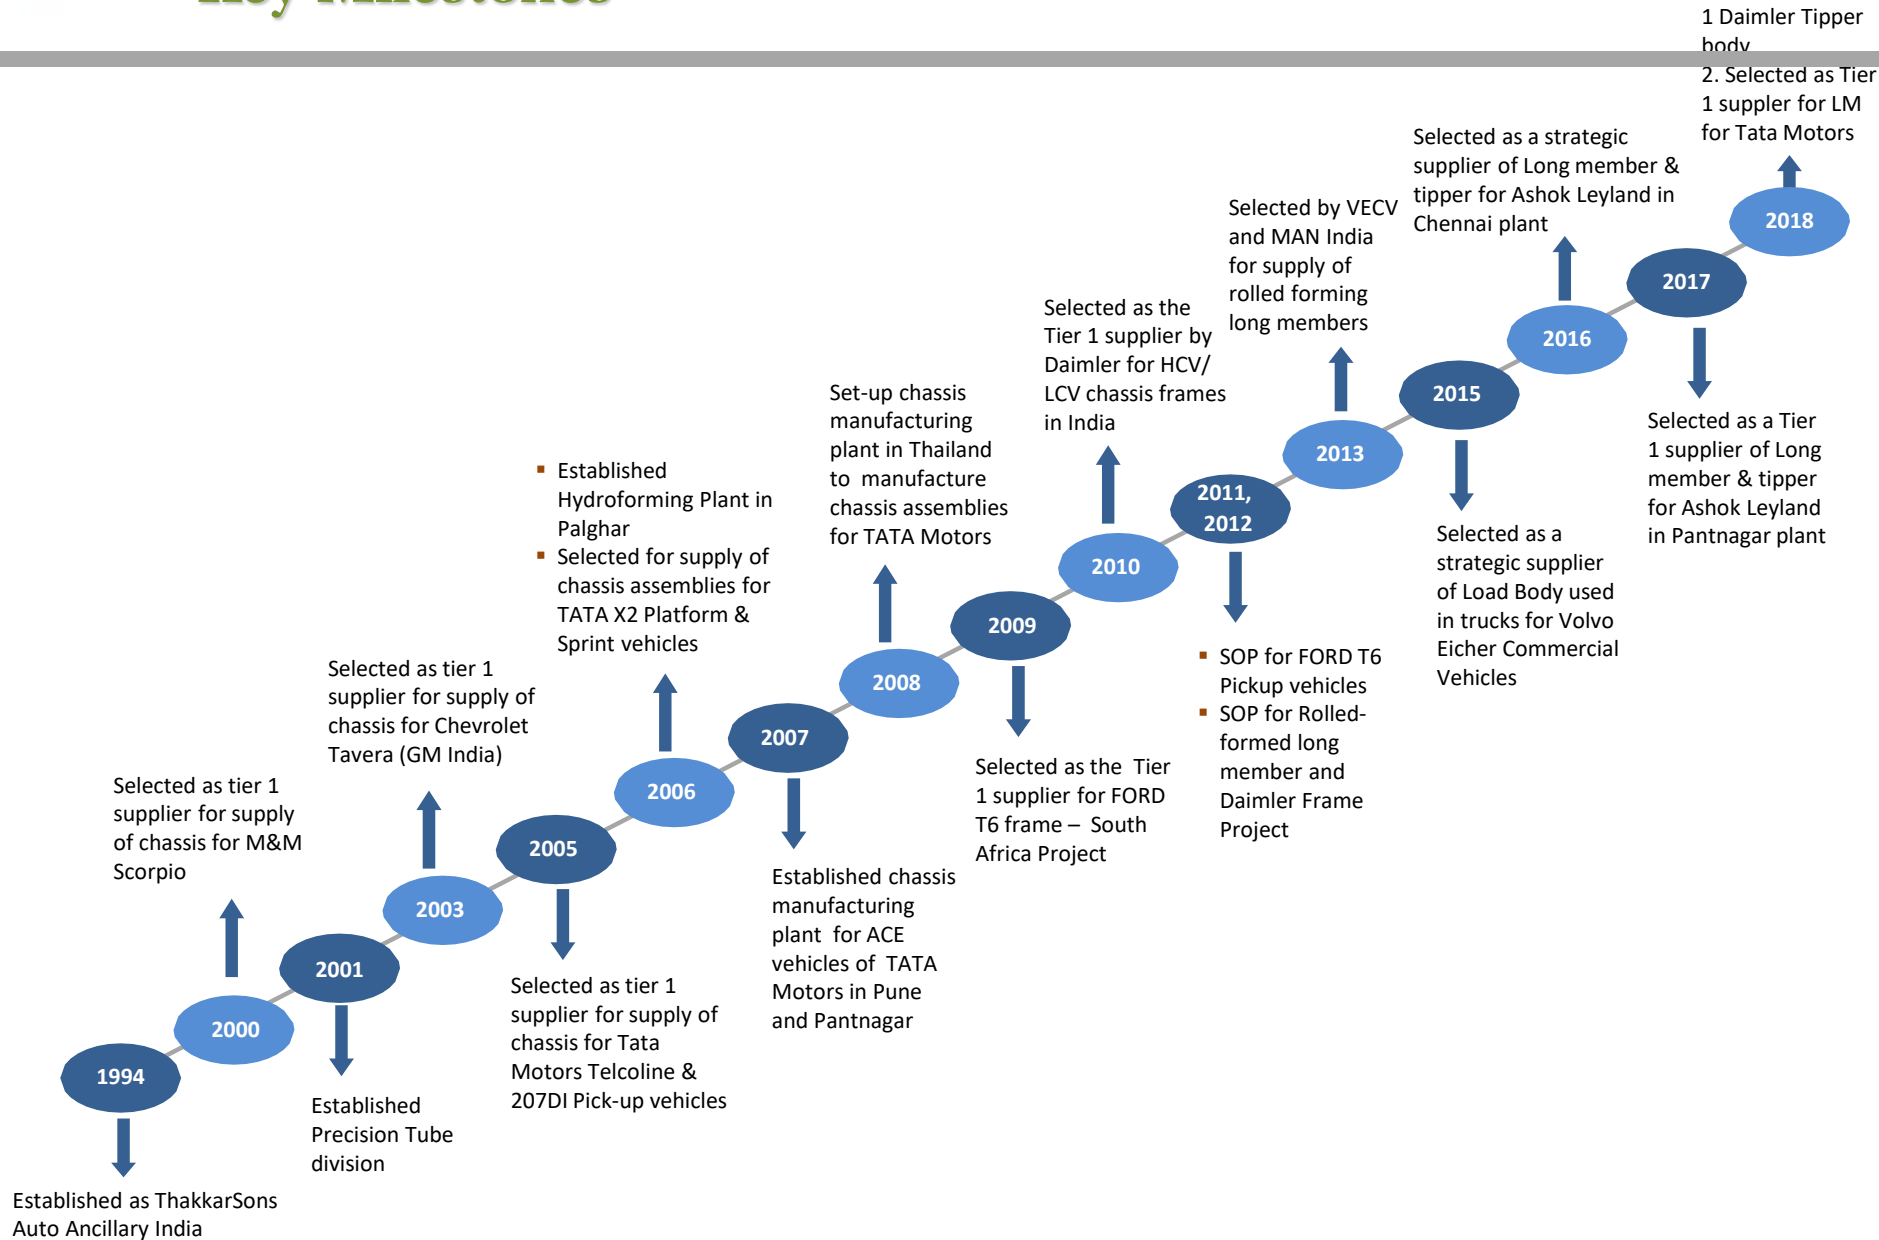 Key Milestones
1 Daimler Tipper
body
2. Selected as Tier
1 suppler for LM
for Tata Motors
2018
Selected as a strategic
supplier of Long member &
tipper for Ashok Leyland in
Chennai plant
2017
Selected as a Tier
1 supplier of Long
member & tipper
for Ashok Leyland
in Pantnagar plant
2016
Selected by VECV
and MAN India
for supply of
rolled forming
long members
2015
Selected as a
strategic supplier
of Load Body used
in trucks for Volvo
Eicher Commercial
Vehicles
2013
Selected as the
Tier 1 supplier by
Daimler for HCV/
LCV chassis frames
in India
2011,
2012
▪ SOP for FORD T6
Pickup vehicles
▪ SOP for Rolled-
formed long
member and
Daimler Frame
Project
2010
Set-up chassis
manufacturing
plant in Thailand
to manufacture
chassis assemblies
for TATA Motors
2009
Selected as the Tier
1 supplier for FORD
T6 frame – South
Africa Project
2008
▪ Established
Hydroforming Plant in
Palghar
▪ Selected for supply of
chassis assemblies for
TATA X2 Platform &
Sprint vehicles
2007
Established chassis
manufacturing
plant for ACE
vehicles of TATA
Motors in Pune
and Pantnagar
2006
Selected as tier 1
supplier for supply of
chassis for Chevrolet
Tavera (GM India)
2005
Selected as tier 1
supplier for supply of
chassis for Tata
Motors Telcoline &
207DI Pick-up vehicles
2003
Selected as tier 1
supplier for supply
of chassis for M&M
Scorpio
2001
Established
Precision Tube
division
2000
1994
Established as ThakkarSons
Auto Ancillary India